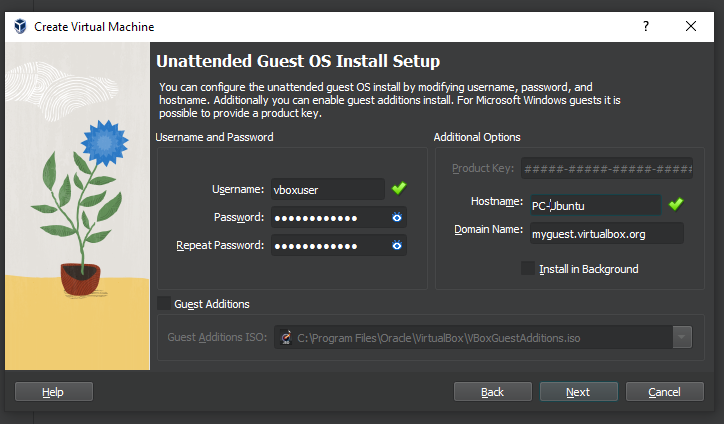 Create Virtual Machine
?
Unattended Guest OS Install Setup
You can configure the unattended guest OS install by modifying username, password, and
hostname. Additionally you can enable guest additions install. For Microsoft Windows guests it is
possible to provide a product key.
Username and Password
Username: vboxuser
Password: ●●●●●●●●●●●●
Repeat Password: ●●●●●●●●●●●●
Additional Options
Product Key: #####-#####-#####-#####
Hostname: PC-Ubuntu
Domain Name: myguest.virtualbox.org
Install in Background
Guest Additions
Guest Additions ISO: C:\Program Files\Oracle\VirtualBox\VBoxGuestAdditions.iso
Help
Back
Next
Cancel